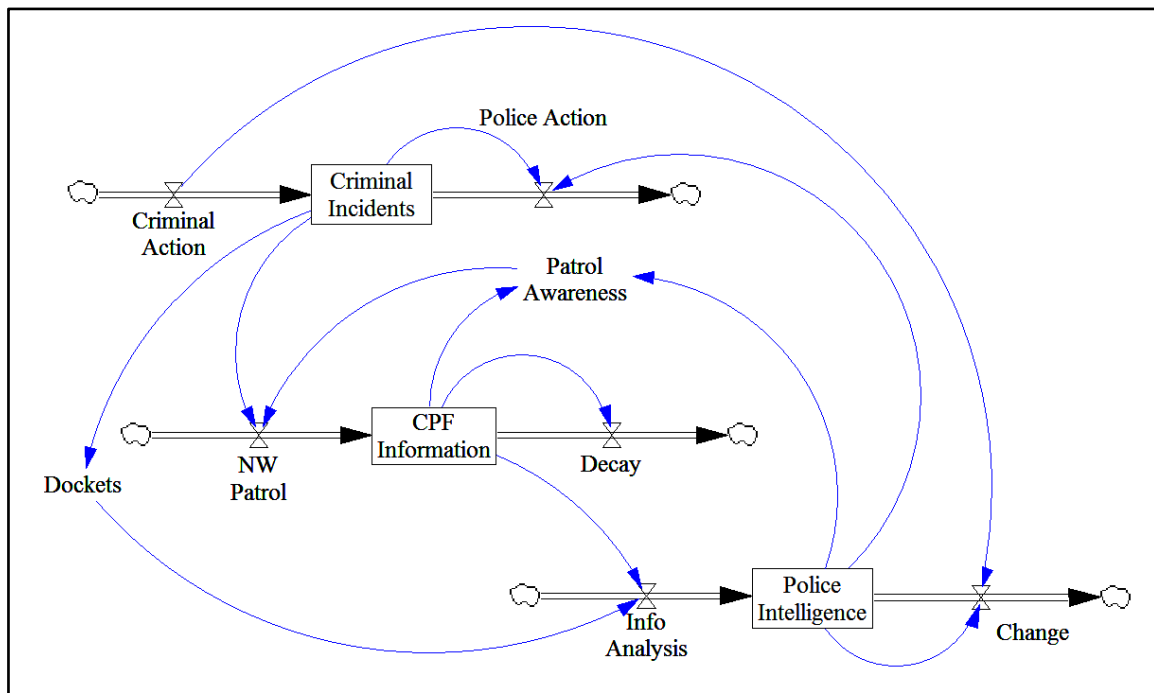 Police Action
Criminal
Incidents
Criminal
Action
Patrol
Awareness
CPF
Information
NW
Patrol
Decay
Dockets
Police
Intelligence
Info
Analysis
Change